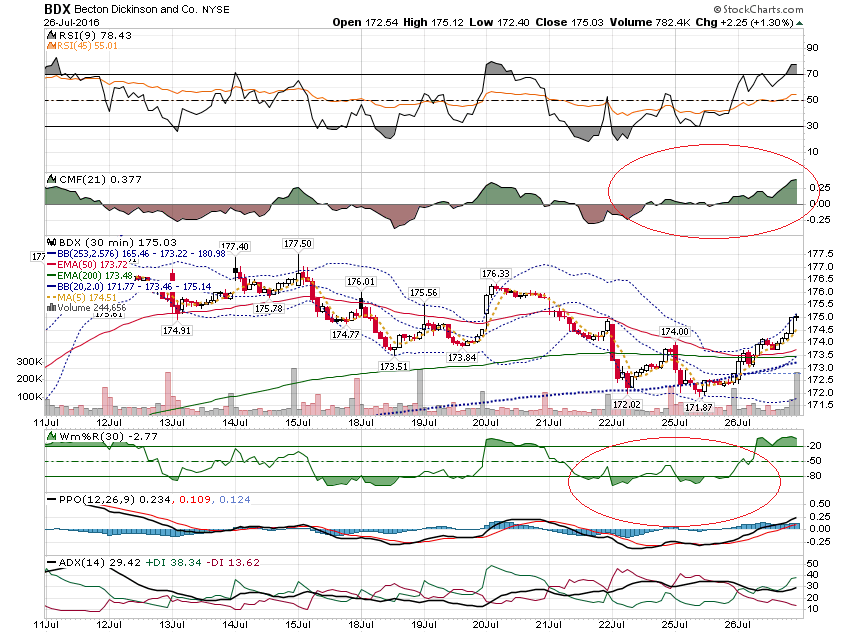 BDX Becton Dickinson and Co. NYSE © StockCharts.com
26-Jul-2016 Open 172.54 High 175.12 Low 172.40 Close 175.03 Volume 782.4K Chg +2.25 (+1.30%)
RSI(9) 78.43
RSI(45) 55.01
90
70
50
30
10
CMF(21) 0.377
0.25
0.00
-0.25
BDX (30 min) 175.03
BB(253,2.576) 165.46 - 173.22 - 180.98
EMA(50) 173.72
EMA(200) 173.48
BB(20,2.0) 171.77 - 173.46 - 175.14
MA(5) 174.51
Volume 244,656
177.40
177.50
176.33
176.01
175.56
175.78
174.91
174.77
174.00
173.84
173.51
172.02
171.87
177.5
177.0
176.5
176.0
175.5
175.0
174.5
174.0
173.5
173.0
172.5
172.0
171.5
300K
200K
100K
11Jul 12Jul 13Jul 14Jul 15Jul 18Jul 19Jul 20Jul 21Jul 22Jul 25Jul 26Jul
Wm%R(30) -2.77
-20
-50
-80
PPO(12,26,9) 0.234, 0.109, 0.124
0.50
0.25
0.00
-0.25
ADX(14) 29.42 +DI 38.34 -DI 13.62
50
40
30
20
10
11Jul 12Jul 13Jul 14Jul 15Jul 18Jul 19Jul 20Jul 21Jul 22Jul 25Jul 26Jul